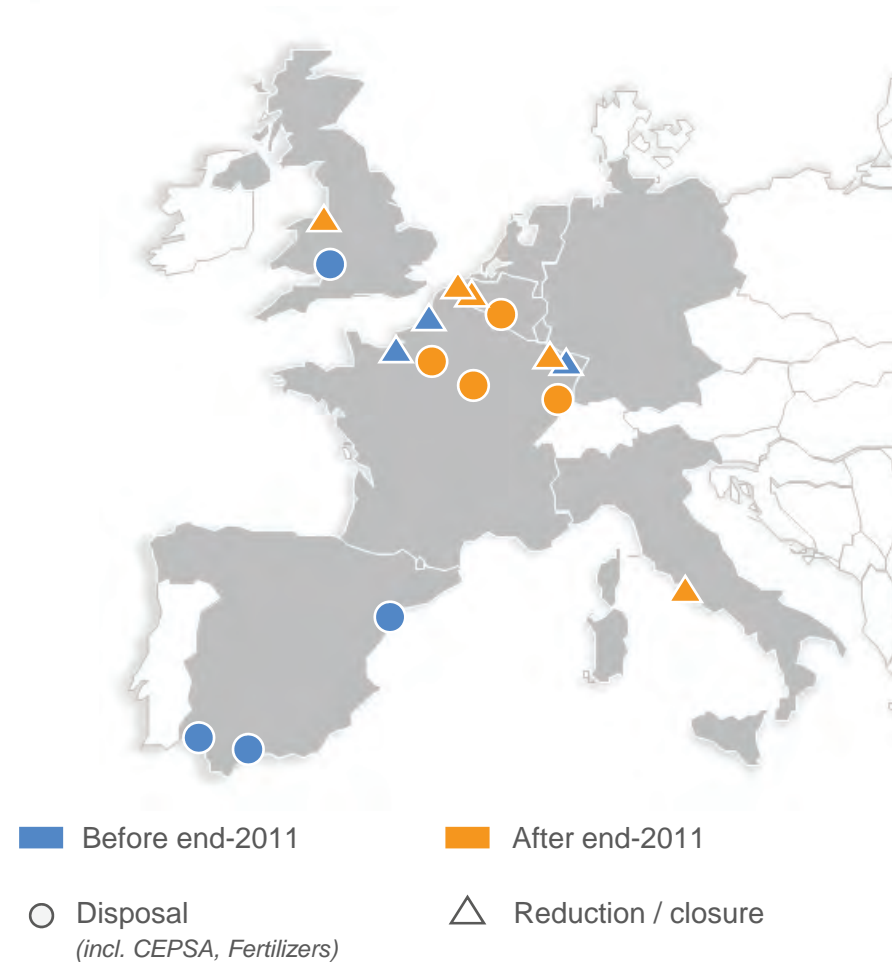 Before end-2011
After end-2011
Disposal
(incl. CEPSA, Fertilizers)
Reduction / closure